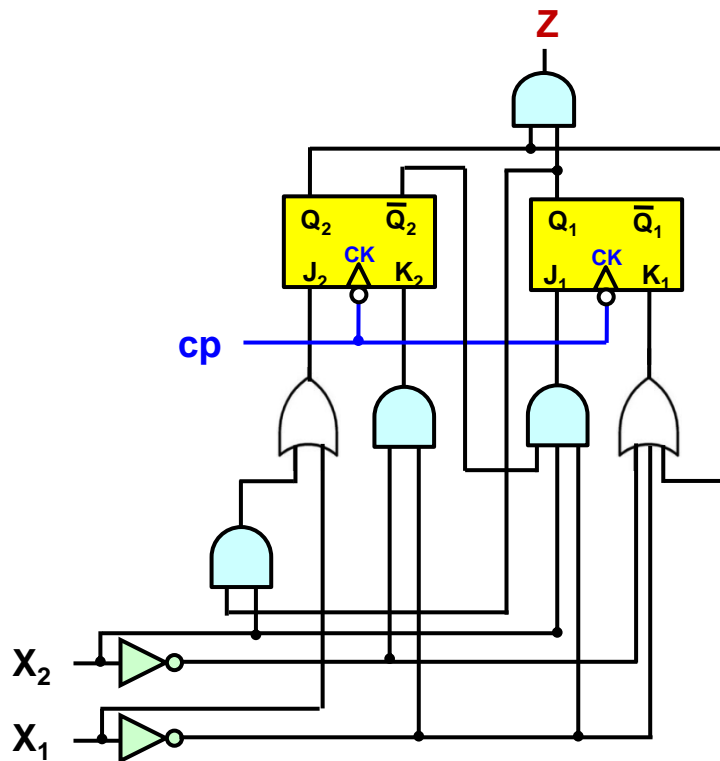 Z
Q₂ Q̅₂
Q₁ Q̅₁
CK
CK
J₂ K₂
J₁ K₁
cp
X₂
X₁